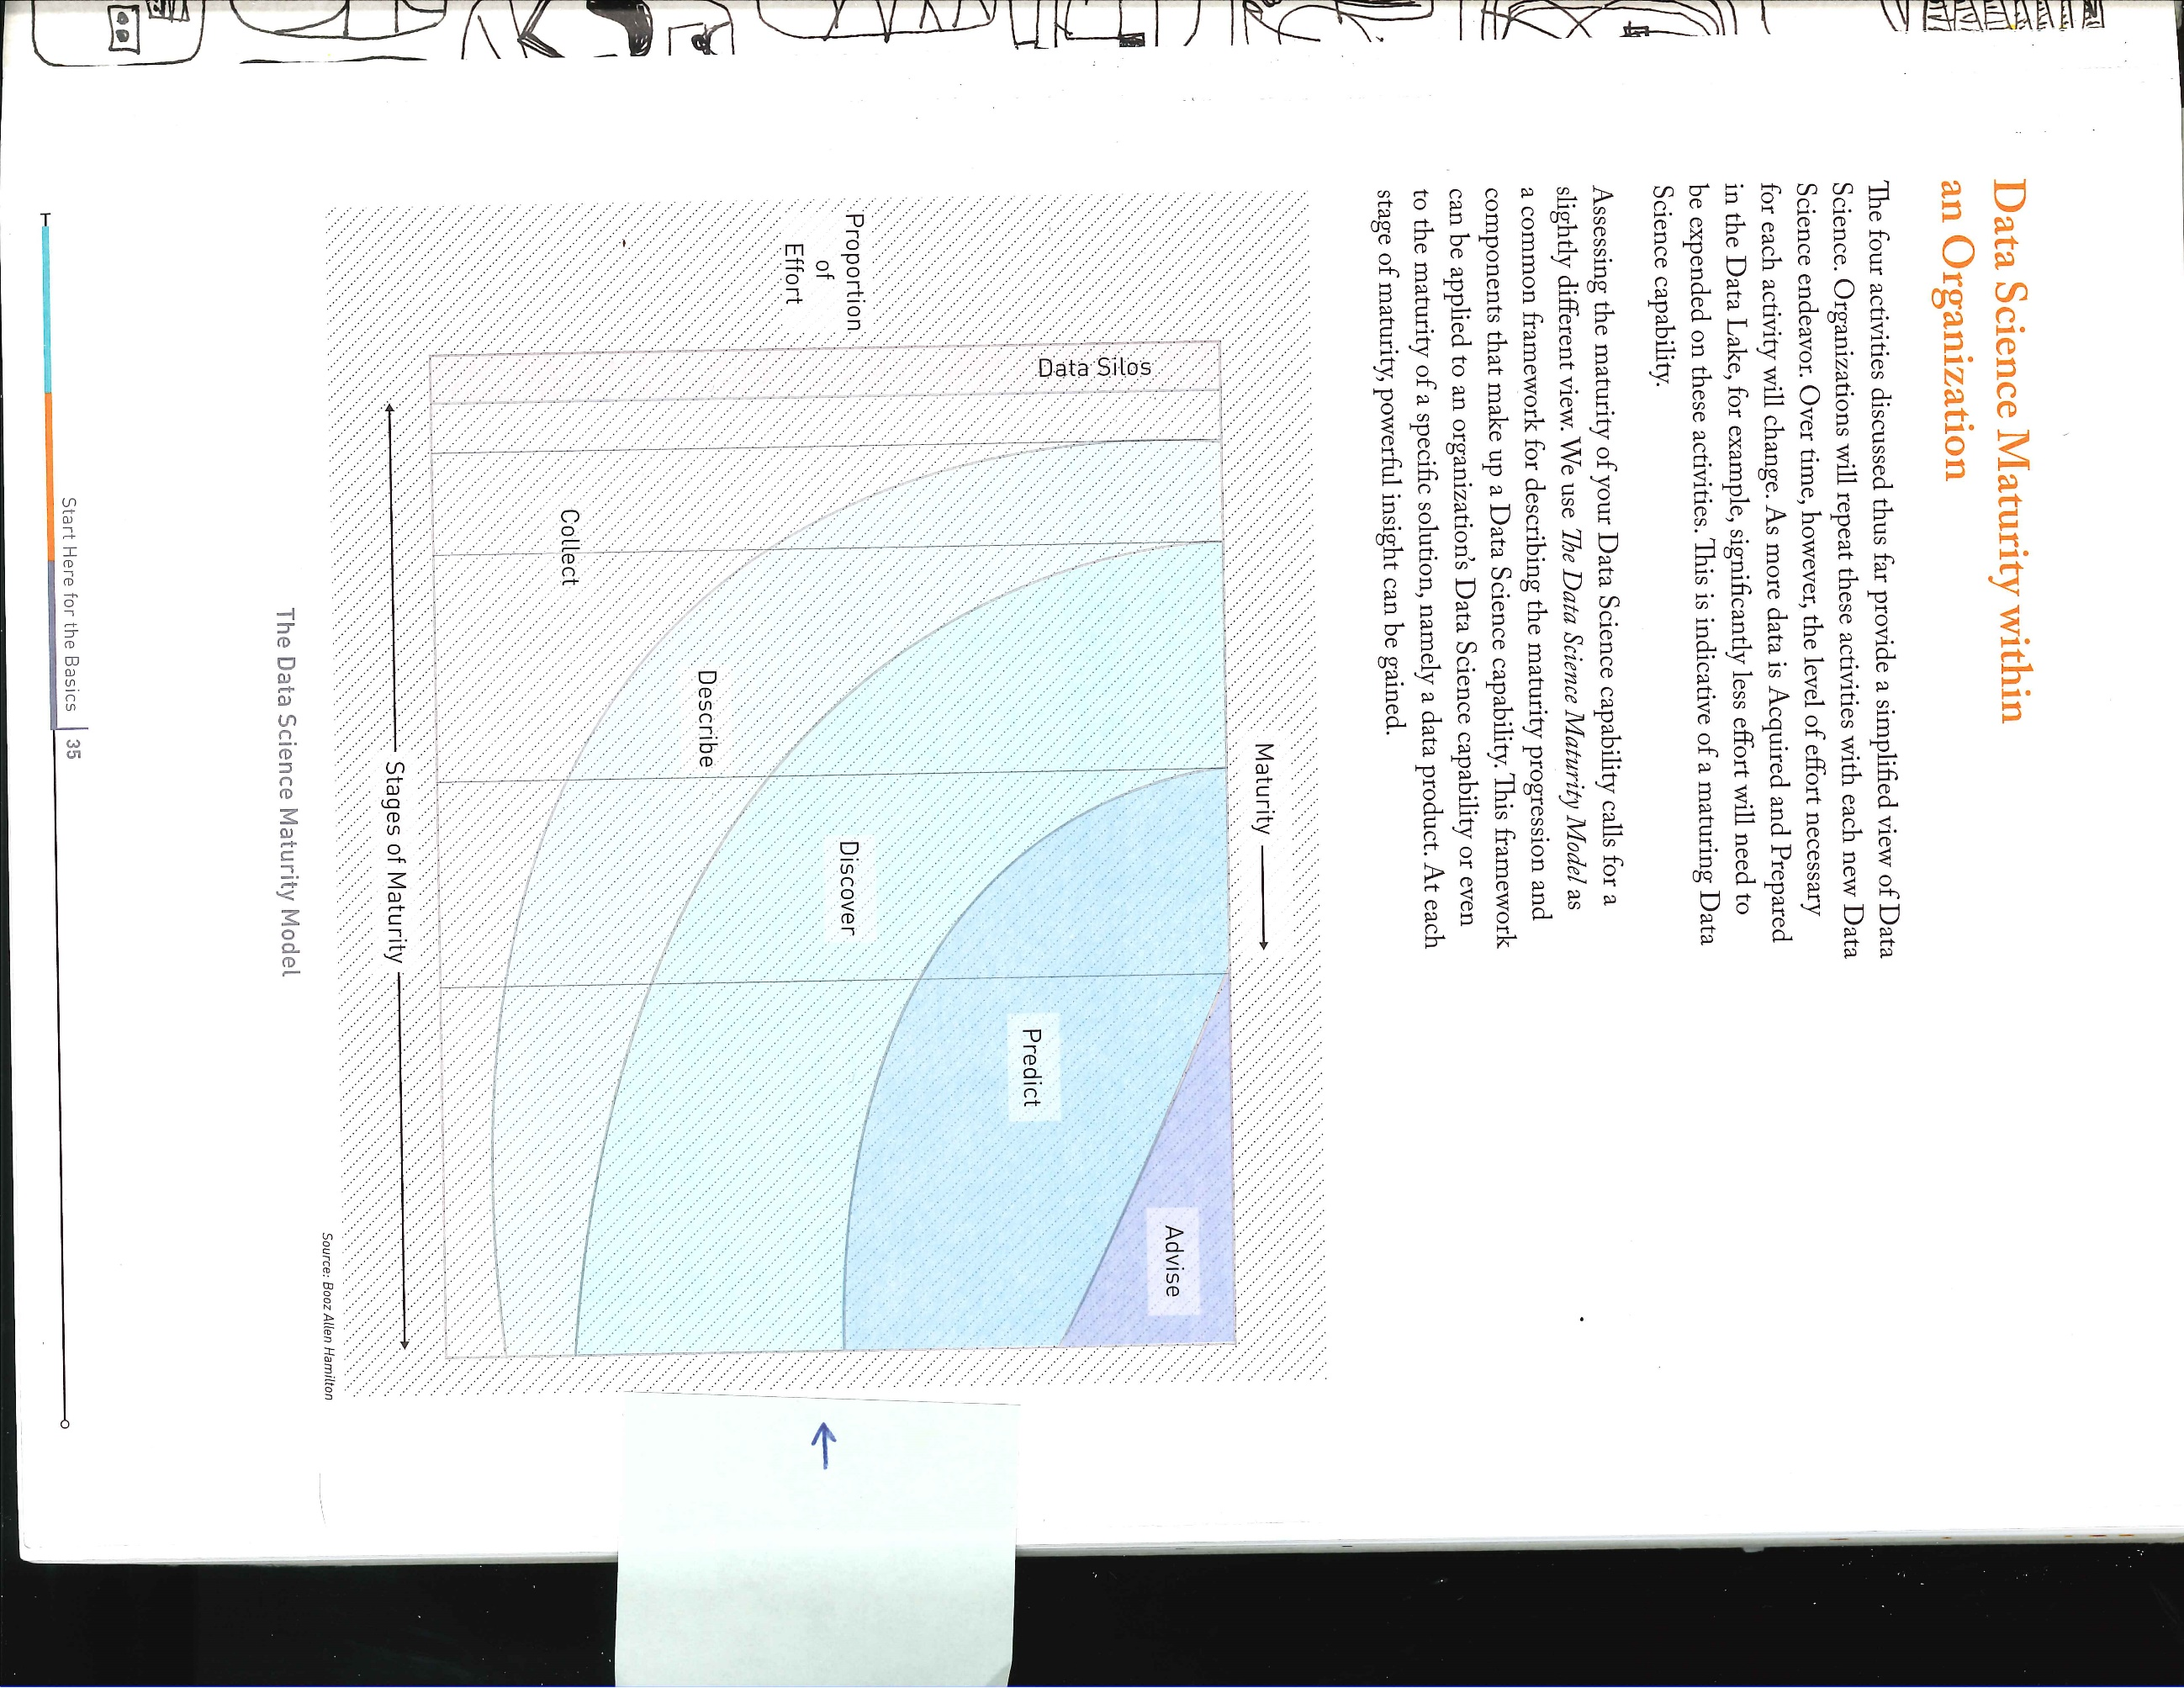 Data Science Maturity within
an Organization
The four activities discussed thus far provide a simplified view of Data
Science. Organizations will repeat these activities with each new Data
Science endeavor. Over time, however, the level of effort necessary
for each activity will change. As more data is Acquired and Prepared
in the Data Lake, for example, significantly less effort will need to
be expended on these activities. This is indicative of a maturing Data
Science capability.
Assessing the maturity of your Data Science capability calls for a
slightly different view. We use The Data Science Maturity Model as
a common framework for describing the maturity progression and
components that make up a Data Science capability. This framework
can be applied to an organization's Data Science capability or even
to the maturity of a specific solution, namely a data product. At each
stage of maturity, powerful insight can be gained.
Maturity
Data Silos
Advise
Predict
Proportion
of
Effort
Discover
Describe
Collect
Stages of Maturity
Source: Booz Allen Hamilton
The Data Science Maturity Model
Start Here for the Basics 35